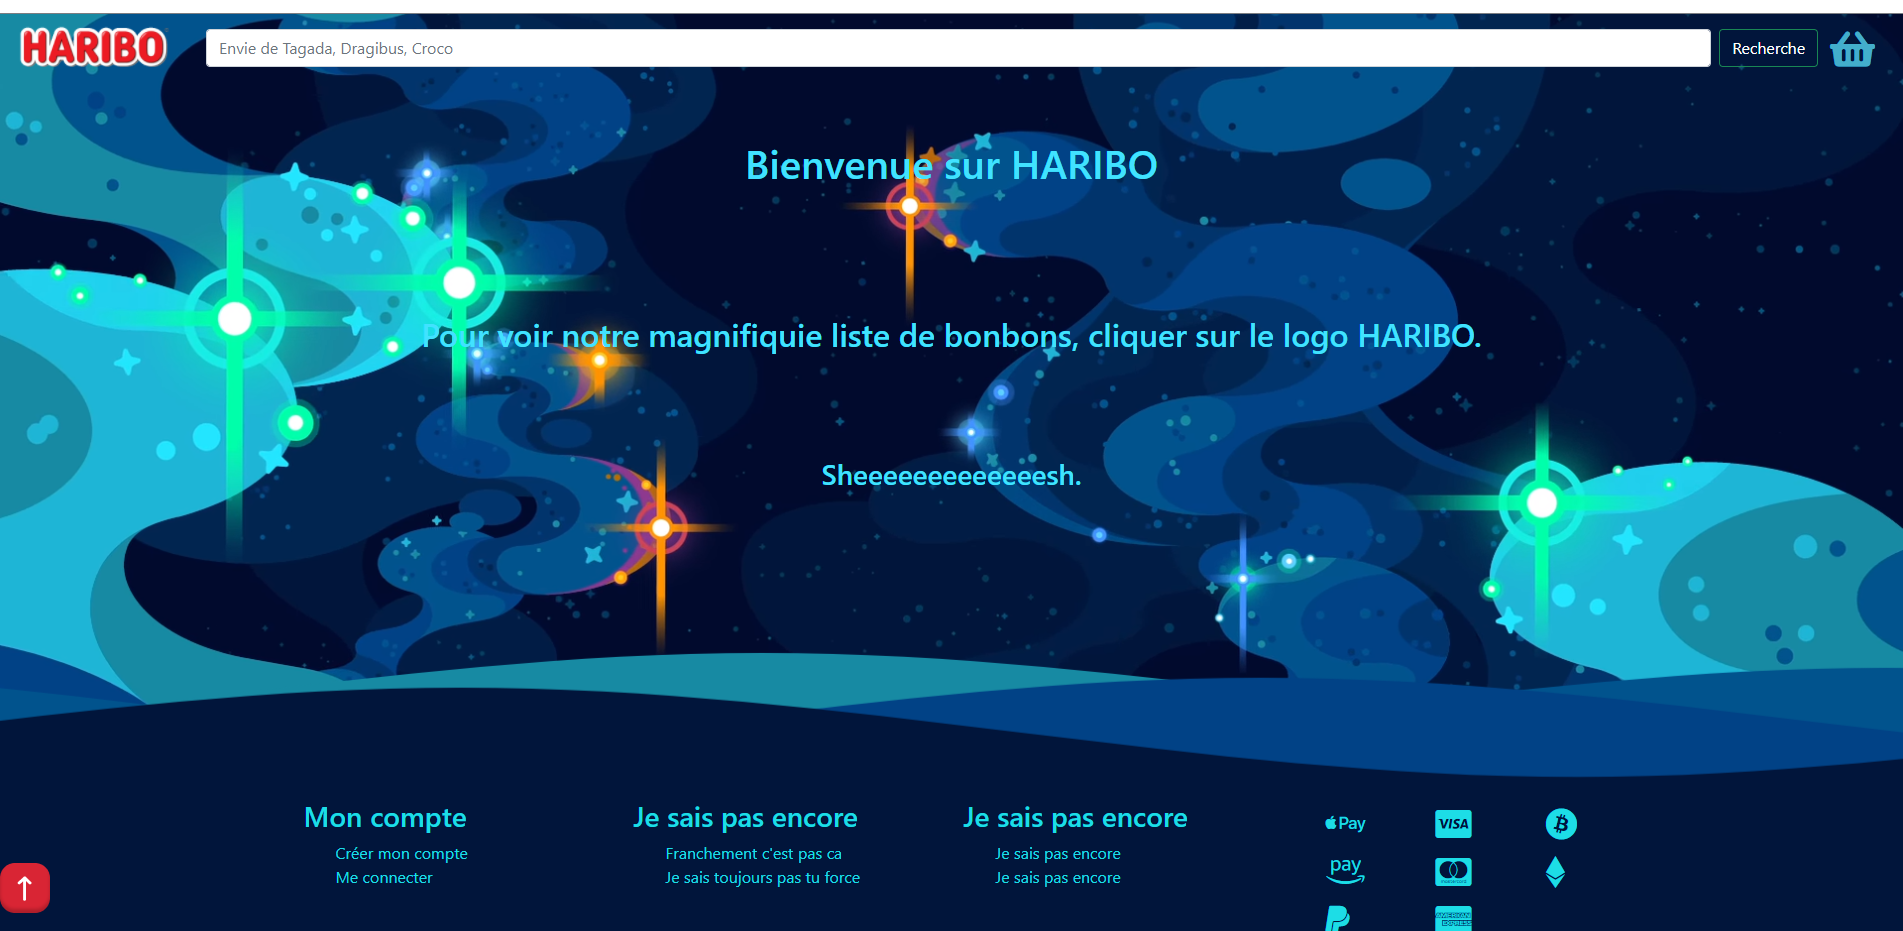 HARIBO
Envie de Tagada, Dragibus, Croco
Recherche
Bienvenue sur HARIBO
Pour voir notre magnifiquie liste de bonbons, cliquer sur le logo HARIBO.
Sheeeeeeeeeeeeesh.
Mon compte
Créer mon compte
Me connecter
Je sais pas encore
Franchement c'est pas ca
Je sais toujours pas tu force
Je sais pas encore
Je sais pas encore
Je sais pas encore
Pay
VISA
pay
mastercard
AMERICAN
EXPRESS